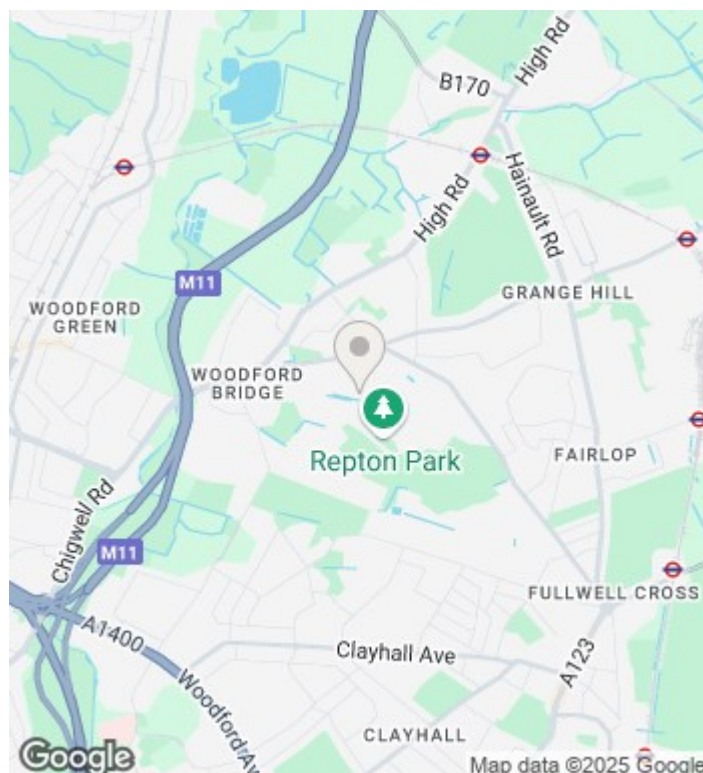 B170
High Rd
High Rd
Hainault Rd
M11
GRANGE HILL
WOODFORD
GREEN
WOODFORD
BRIDGE
Repton Park
FAIRLOP
Chigwell Rd
M11
FULLWELL CROSS
A1400
Clayhall Ave
A123
Woodford Av
CLAYHALL
Google
Map data ©2025 Google